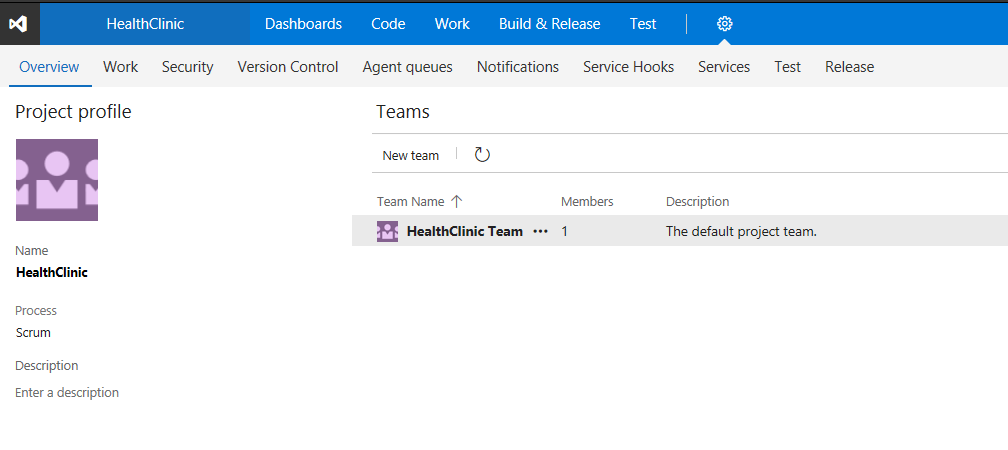 HealthClinic Dashboards Code Work Build & Release Test
Overview Work Security Version Control Agent queues Notifications Service Hooks Services Test Release
Project profile
Name
HealthClinic
Process
Scrum
Description
Enter a description
Teams
New team
Team Name Members Description
HealthClinic Team ••• 1 The default project team.